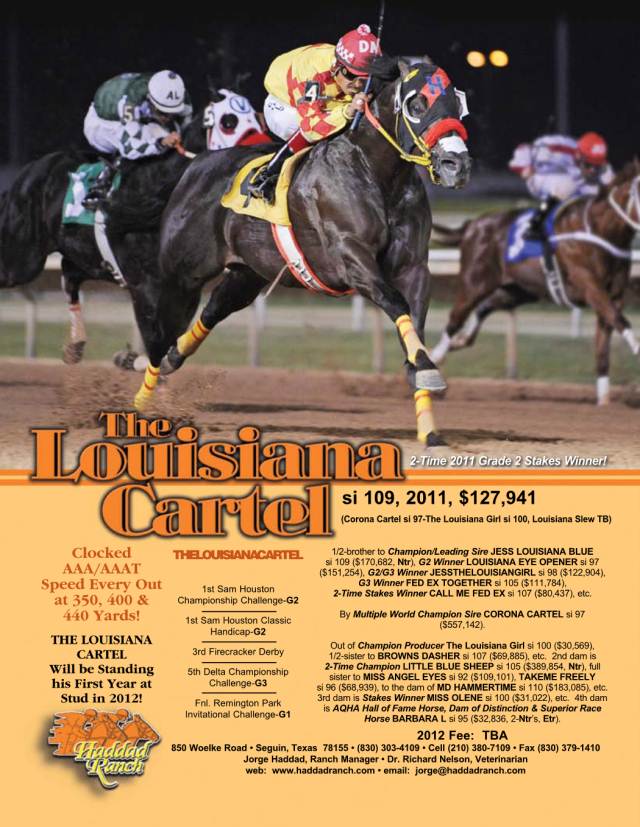 DM
4
5
AL
5
V
3
The
Louisiana
Cartel
2-Time 2011 Grade 2 Stakes Winner!
si 109, 2011, $127,941
(Corona Cartel si 97-The Louisiana Girl si 100, Louisiana Slew TB)
Clocked
AAA/AAAT
Speed Every Out
at 350, 400 &
440 Yards!
THE LOUISIANA
CARTEL
Will be Standing
his First Year at
Stud in 2012!
Haddad
Ranch
THELOUISIANACARTEL
1st Sam Houston
Championship Challenge-G2
1st Sam Houston Classic
Handicap-G2
3rd Firecracker Derby
5th Delta Championship
Challenge-G3
Fnl. Remington Park
Invitational Challenge-G1
1/2-brother to Champion/Leading Sire JESS LOUISIANA BLUE
si 109 ($170,682, Ntr), G2 Winner LOUISIANA EYE OPENER si 97
($151,254), G2/G3 Winner JESSTHELOUISIANGIRL si 98 ($122,904),
G3 Winner FED EX TOGETHER si 105 ($111,784),
2-Time Stakes Winner CALL ME FED EX si 107 ($80,437), etc.
By Multiple World Champion Sire CORONA CARTEL si 97
($557,142).
Out of Champion Producer The Louisiana Girl si 100 ($30,569),
1/2-sister to BROWNS DASHER si 107 ($69,885), etc. 2nd dam is
2-Time Champion LITTLE BLUE SHEEP si 105 ($389,854, Ntr), full
sister to MISS ANGEL EYES si 92 ($109,101), TAKEME FREELY
si 96 ($68,939), to the dam of MD HAMMERTIME si 110 ($183,085), etc.
3rd dam is Stakes Winner MISS OLENE si 100 ($31,022), etc. 4th dam
is AQHA Hall of Fame Horse, Dam of Distinction & Superior Race
Horse BARBARA L si 95 ($32,836, 2-Ntr's, Etr).
2012 Fee: TBA
850 Woelke Road • Seguin, Texas 78155 • (830) 303-4109 • Cell (210) 380-7109 • Fax (830) 379-1410
Jorge Haddad, Ranch Manager • Dr. Richard Nelson, Veterinarian
web: www.haddadranch.com • email: jorge@haddadranch.com